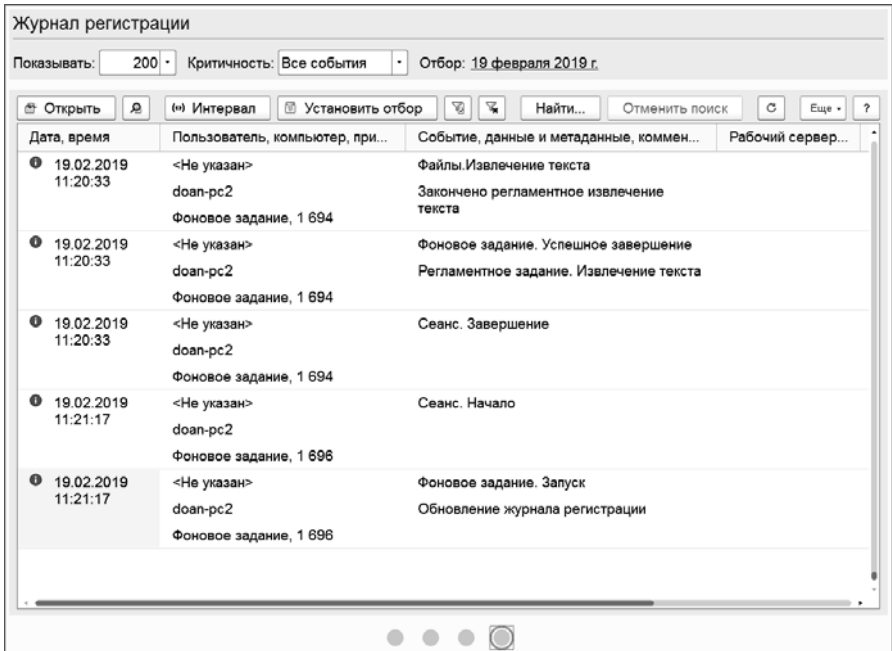 Журнал регистрации
Показывать: 200 Критичность: Все события Отбор: 19 февраля 2019 г.
Открыть Интервал Установить отбор Найти... Отменить поиск Еще ?
Дата, время Пользователь, компьютер, при... Событие, данные и метаданные, коммен... Рабочий сервер...
19.02.2019 <Не указан> Файлы.Извлечение текста
11:20:33
doan-pc2 Закончено регламентное извлечение
текста
Фоновое задание, 1 694
19.02.2019 <Не указан> Фоновое задание. Успешное завершение
11:20:33
doan-pc2 Регламентное задание. Извлечение текста
Фоновое задание, 1 694
19.02.2019 <Не указан> Сеанс. Завершение
11:20:33
doan-pc2
Фоновое задание, 1 694
19.02.2019 <Не указан> Сеанс. Начало
11:21:17
doan-pc2
Фоновое задание, 1 696
19.02.2019 <Не указан> Фоновое задание. Запуск
11:21:17
doan-pc2 Обновление журнала регистрации
Фоновое задание, 1 696